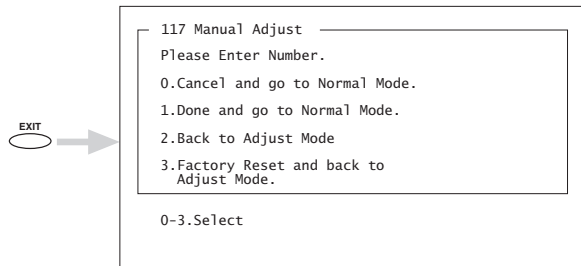 117 Manual Adjust
Please Enter Number.
0.Cancel and go to Normal Mode.
1.Done and go to Normal Mode.
EXIT
2.Back to Adjust Mode
3.Factory Reset and back to
Adjust Mode.
0-3.Select